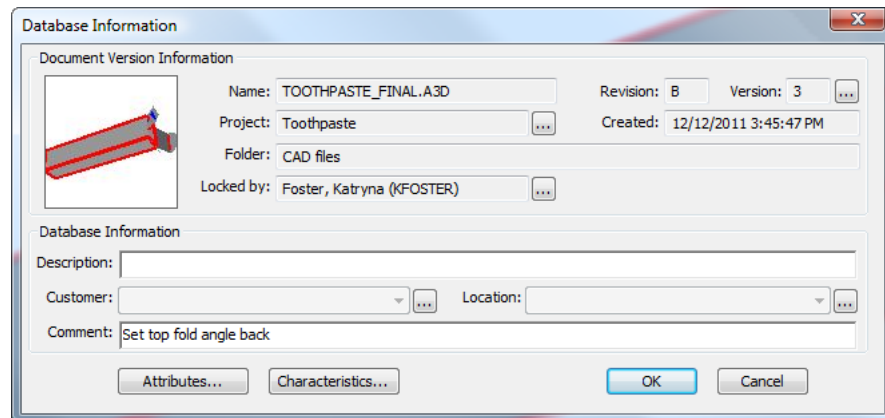 Database Information
Document Version Information
Name: TOOTHPASTE_FINAL.A3D Revision: B Version: 3 ...
Project: Toothpaste ... Created: 12/12/2011 3:45:47 PM
Folder: CAD files
Locked by: Foster, Katryna (KFOSTER) ...
Database Information
Description:
Customer: ... Location: ...
Comment: Set top fold angle back
Attributes... Characteristics... OK Cancel